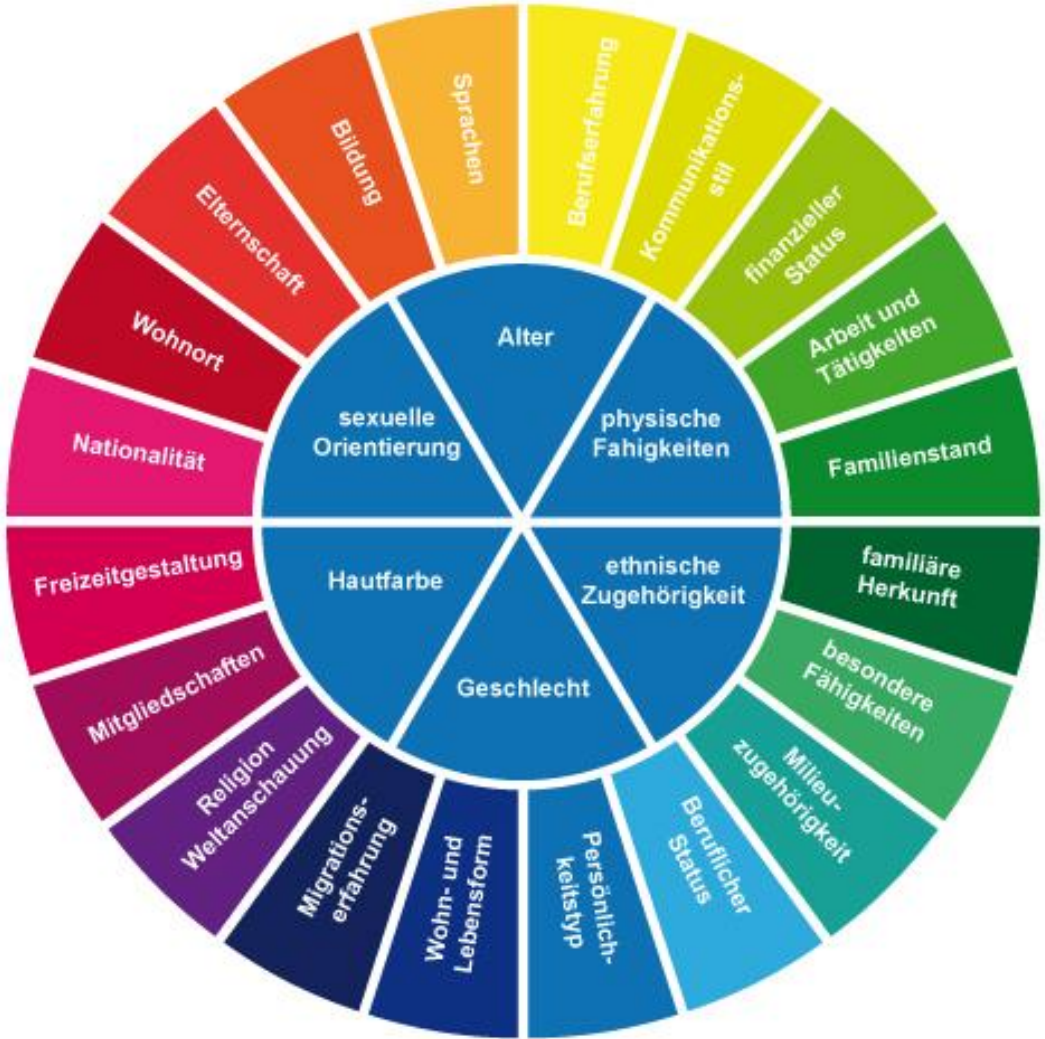 Berufserfahrung
Kommunikations-
stil
finanzieller
Status
Arbeit und
Tätigkeiten
Familienstand
familiäre
Herkunft
besondere
Fähigkeiten
Milieu-
zugehörigkeit
Beruflicher
Status
Persönlich-
keitstyp
Wohn- und
Lebensform
Migrations-
erfahrung
Religion
Weltanschauung
Mitgliedschaften
Freizeitgestaltung
Nationalität
Wohnort
Elternschaft
Bildung
Sprachen
Alter
physische
Fahigkeiten
ethnische
Zugehörigkeit
Geschlecht
Hautfarbe
sexuelle
Orientierung